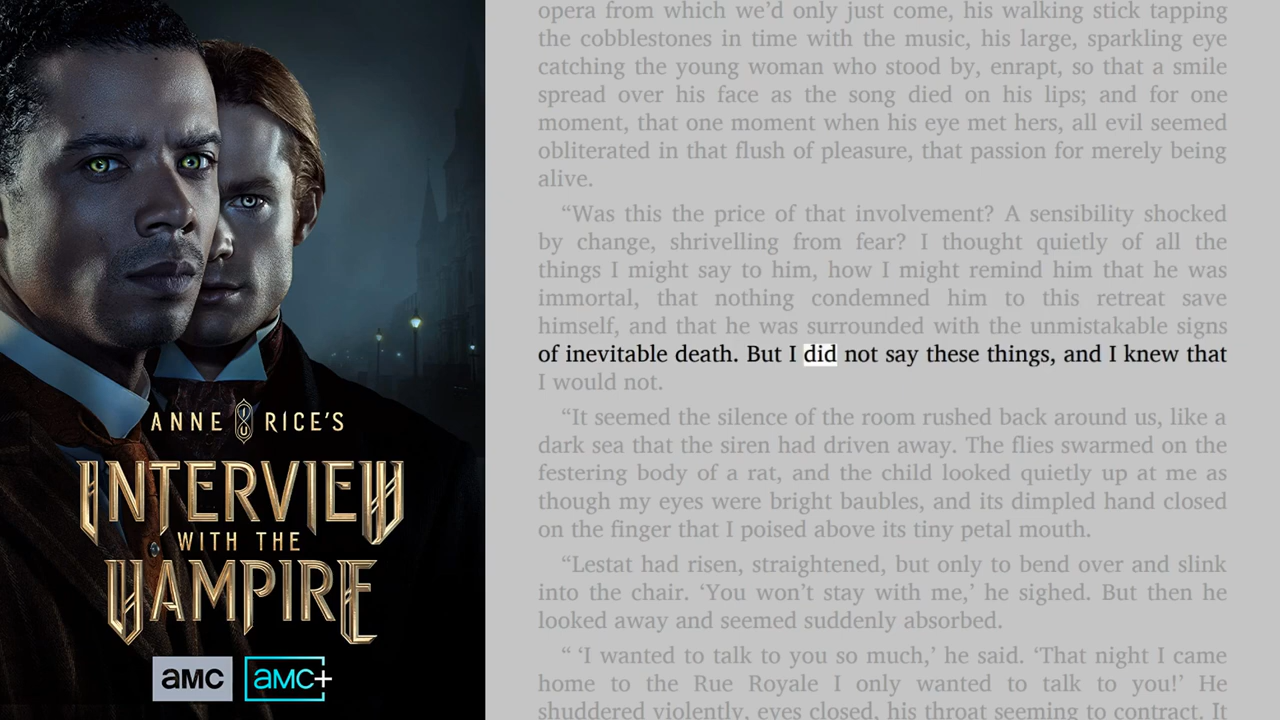 ANNE RICE'S
INTERVIEW
WITH THE
VAMPIRE
aMC
aMC+
opera from which we’d only just come, his walking stick tapping
the cobblestones in time with the music, his large, sparkling eye
catching the young woman who stood by, enrapt, so that a smile
spread over his face as the song died on his lips; and for one
moment, that one moment when his eye met hers, all evil seemed
obliterated in that flush of pleasure, that passion for merely being
alive.
“Was this the price of that involvement? A sensibility shocked
by change, shrivelling from fear? I thought quietly of all the
things I might say to him, how I might remind him that he was
immortal, that nothing condemned him to this retreat save
himself, and that he was surrounded with the unmistakable signs
of inevitable death. But I did not say these things, and I knew that
I would not.
“It seemed the silence of the room rushed back around us, like a
dark sea that the siren had driven away. The flies swarmed on the
festering body of a rat, and the child looked quietly up at me as
though my eyes were bright baubles, and its dimpled hand closed
on the finger that I poised above its tiny petal mouth.
“Lestat had risen, straightened, but only to bend over and slink
into the chair. ‘You won’t stay with me,’ he sighed. But then he
looked away and seemed suddenly absorbed.
“ ‘I wanted to talk to you so much,’ he said. ‘That night I came
home to the Rue Royale I only wanted to talk to you!’ He
shuddered violently, eyes closed, his throat seeming to contract. It